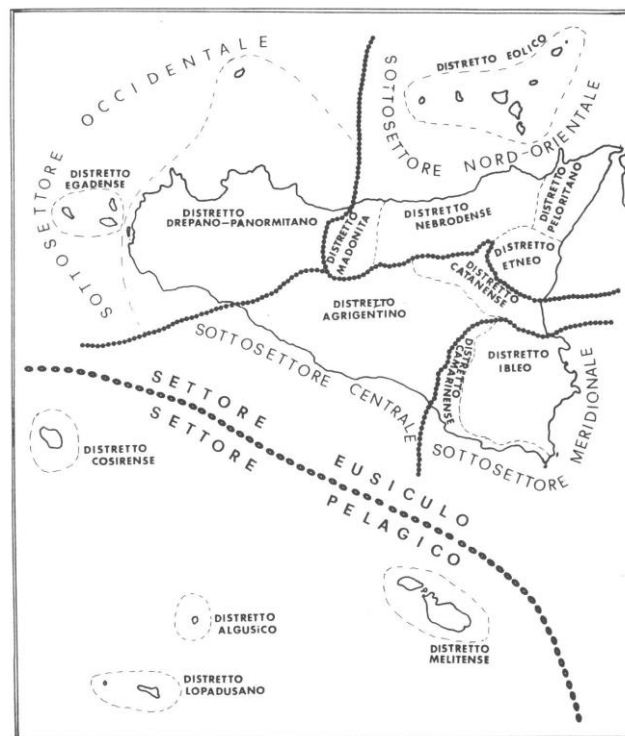 SOTTOSETTORE OCCIDENTALE
DISTRETTO
EOLICO
SOTTOSETTORE NORD-ORIENTALE
DISTRETTO
EGADENSE
DISTRETTO
DREPANO-PANORMITANO
DISTRETTO
MADONITA
DISTRETTO
NEBRODENSE
DISTRETTO
PELORITANO
DISTRETTO
ETNEO
DISTRETTO
CATANENSE
DISTRETTO
AGRIGENTINO
SOTTOSETTORE CENTRALE
DISTRETTO
CAMARINENSE
DISTRETTO
IBLEO
SOTTOSETTORE MERIDIONALE
SETTORE EUSICULO
SETTORE PELAGICO
DISTRETTO
COSIRENSE
DISTRETTO
ALGUSiCO
DISTRETTO
LOPADUSANO
DISTRETTO
MELITENSE